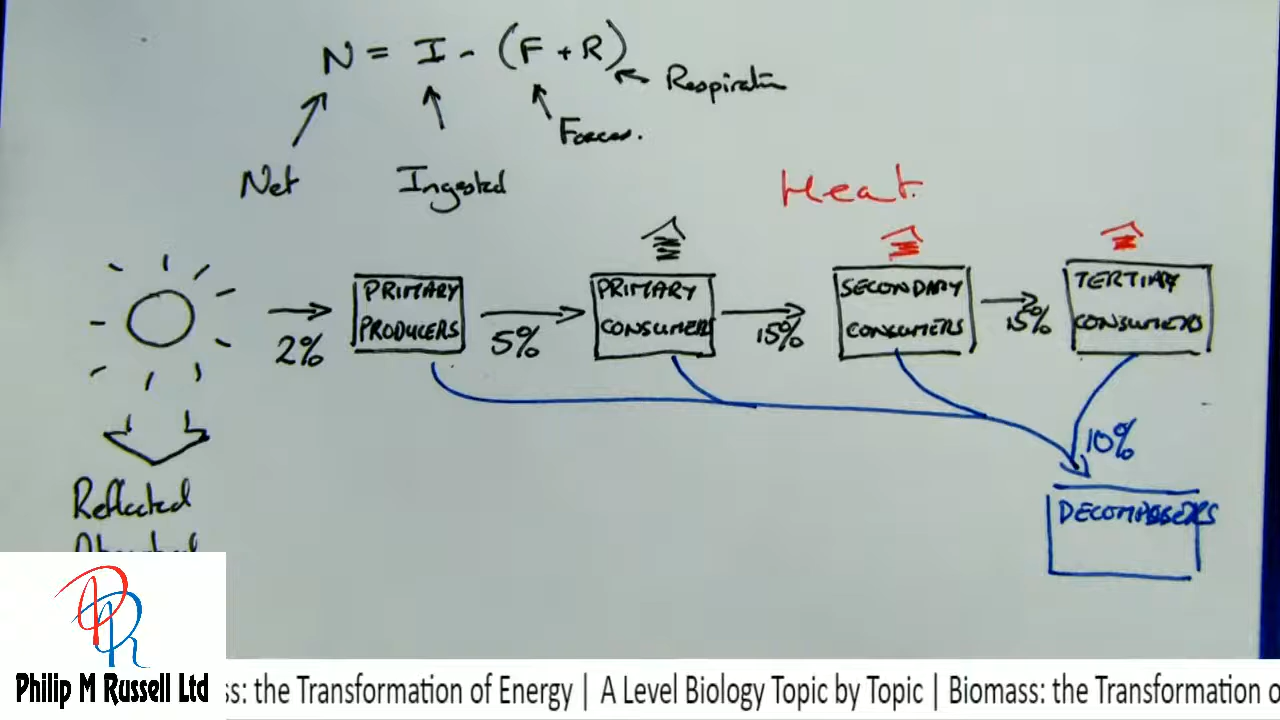 N = I - (F + R)
Respiration
Faeces.
Net
Ingested
Heat.
PRIMARY
PRODUCERS
PRIMARY
CONSUMERS
SECONDARY
CONSUMERS
TERTIARY
CONSUMERS
2%
5%
15%
15%
10%
Reflected
DECOMPOSERS
Philip M Russell Ltd
ss: the Transformation of Energy | A Level Biology Topic by Topic | Biomass: the Transformation o